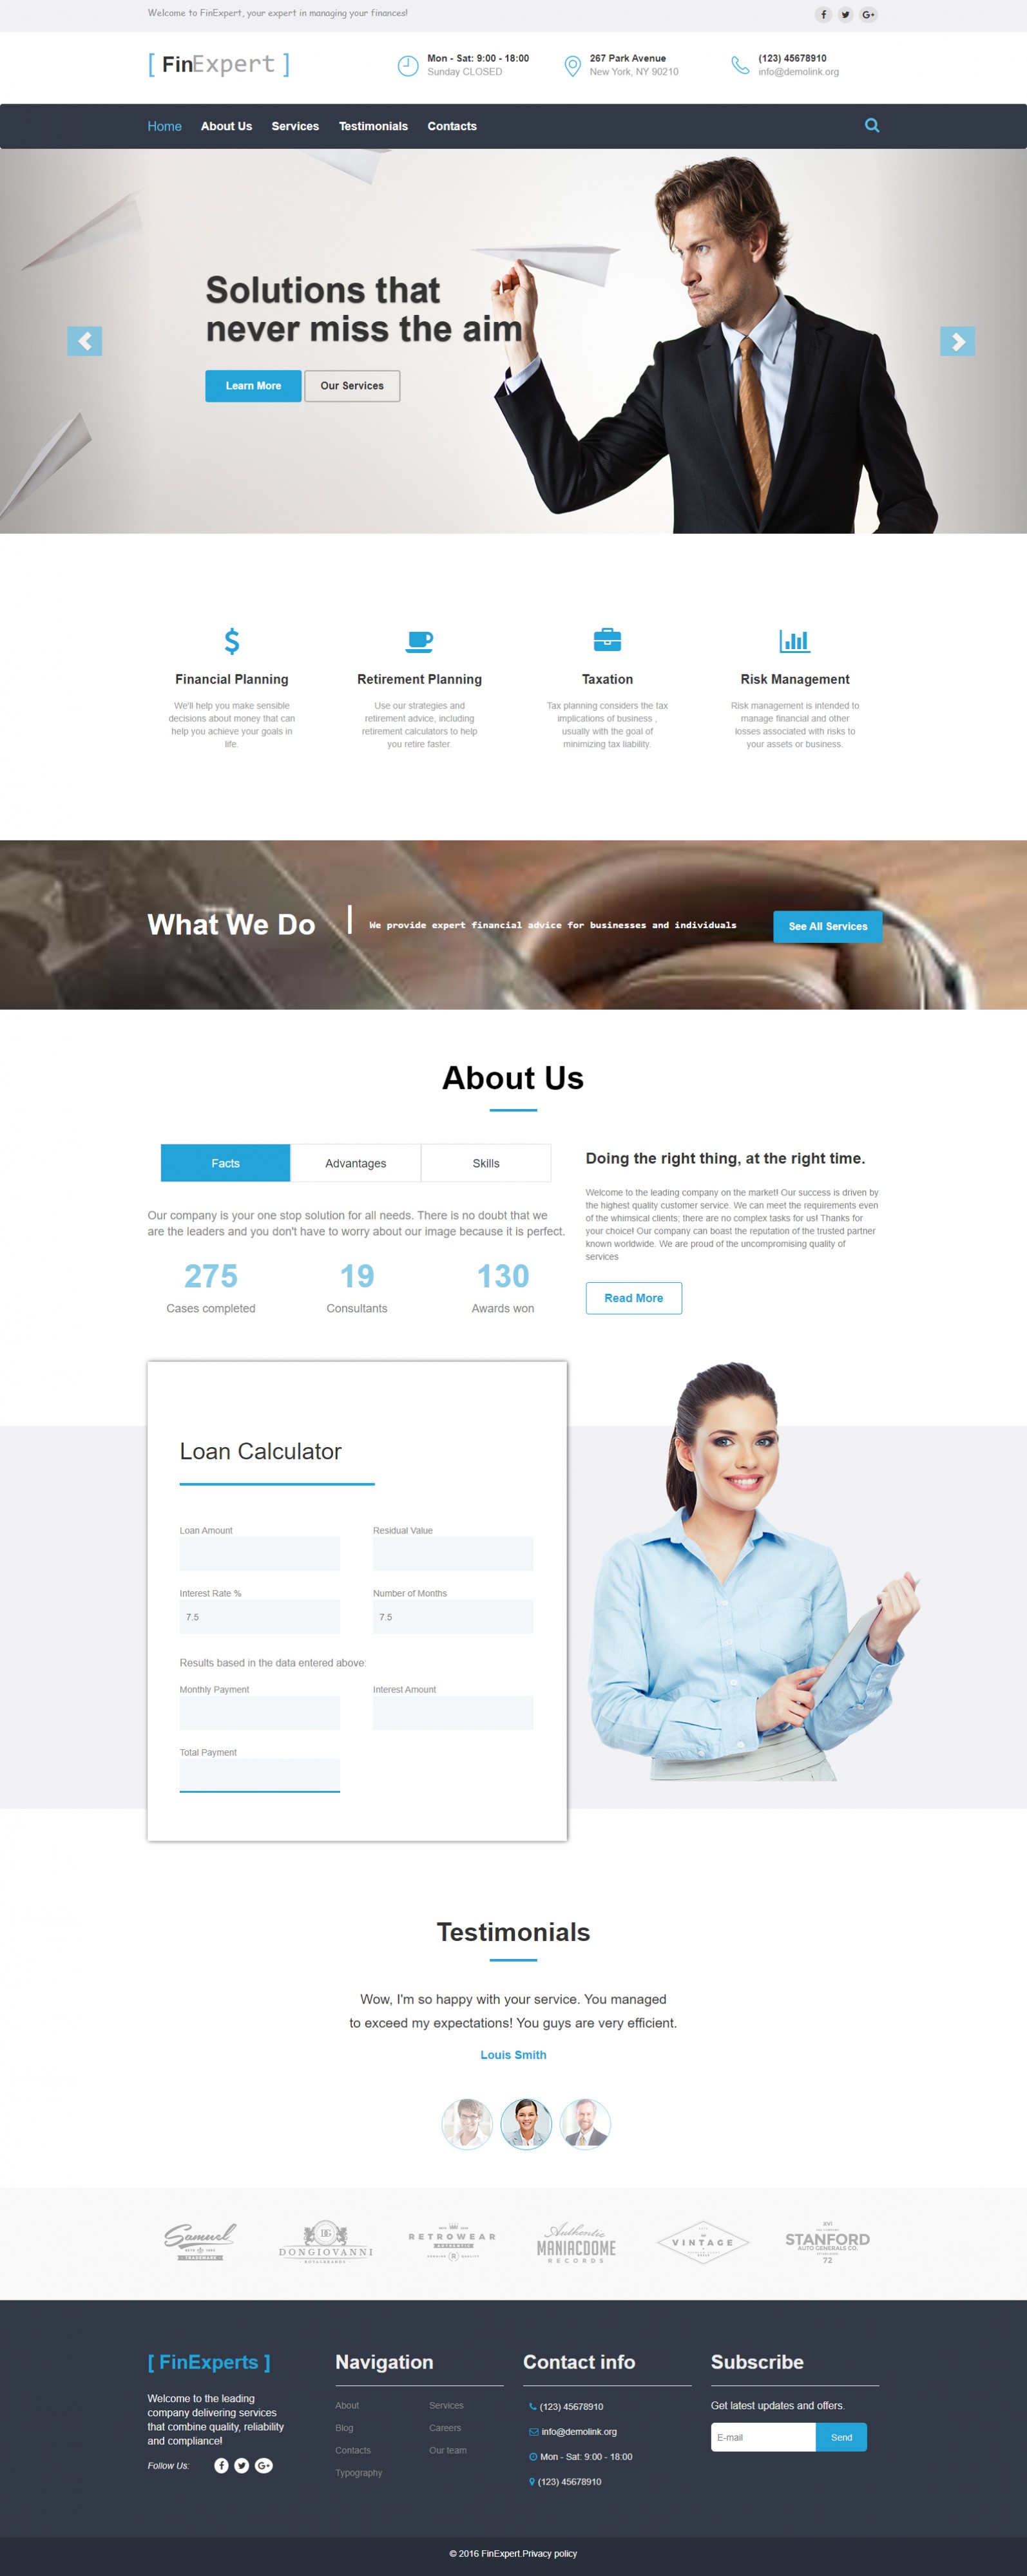 Welcome to FinExpert, your expert in managing your finances!
[ FinExpert ]
Mon - Sat: 9:00 - 18:00
Sunday CLOSED
267 Park Avenue
New York, NY 90210
(123) 45678910
info@demolink.org
Home
About Us
Services
Testimonials
Contacts
Solutions that
never miss the aim
Learn More
Our Services
Financial Planning
We'll help you make sensible
decisions about money that can
help you achieve your goals in
life.
Retirement Planning
Use our strategies and
retirement advice, including
retirement calculators to help
you retire faster.
Taxation
Tax planning considers the tax
implications of business ,
usually with the goal of
minimizing tax liability.
Risk Management
Risk management is intended to
manage financial and other
losses associated with risks to
your assets or business.
What We Do
We provide expert financial advice for businesses and individuals
See All Services
About Us
Facts
Advantages
Skills
Our company is your one stop solution for all needs. There is no doubt that we
are the leaders and you don't have to worry about our image because it is perfect.
275
Cases completed
19
Consultants
130
Awards won
Doing the right thing, at the right time.
Welcome to the leading company on the market! Our success is driven by
the highest quality customer service. We can meet the requirements even
of the whimsical clients; there are no complex tasks for us! Thanks for
your choice! Our company can boast the reputation of the trusted partner
known worldwide. We are proud of the uncompromising quality of
services
Read More
Loan Calculator
Loan Amount
Residual Value
Interest Rate %
7.5
Number of Months
7.5
Results based in the data entered above:
Monthly Payment
Interest Amount
Total Payment
Testimonials
Wow, I'm so happy with your service. You managed
to exceed my expectations! You guys are very efficient.
Louis Smith
Samuel
TRADEMARK
DG
DONGIOVANNI
RETROWEAR
AUTHENTIC
R
QUALITY
Authentic
MANIACDOME
RECORDS
VINTAGE
XVI
STANFORD
AUTO GENERALS CO.
72
[ FinExperts ]
Welcome to the leading
company delivering services
that combine quality, reliability
and compliance!
Follow Us:
Navigation
About
Services
Blog
Careers
Contacts
Our team
Typography
Contact info
(123) 45678910
info@demolink.org
Mon - Sat: 9:00 - 18:00
(123) 45678910
Subscribe
Get latest updates and offers.
E-mail
Send
© 2016 FinExpert.Privacy policy